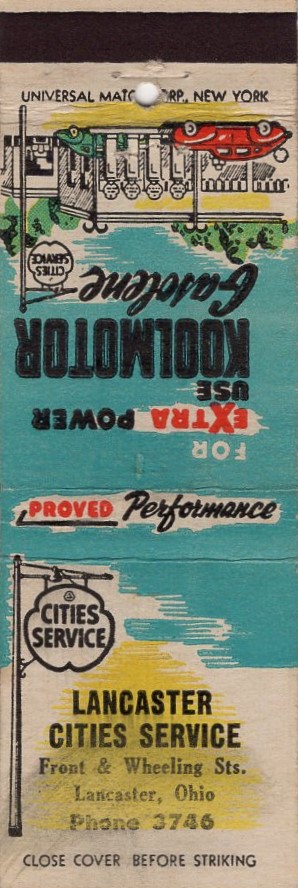 UNIVERSAL MATC ORP., NEW YORK
FOR
EXTRA POWER
USE
KOOLMOTOR
Gasolene
CITIES
SERVICE
PROVED Performance
CITIES
SERVICE
LANCASTER
CITIES SERVICE
Front & Wheeling Sts.
Lancaster, Ohio
Phone 3746
CLOSE COVER BEFORE STRIKING